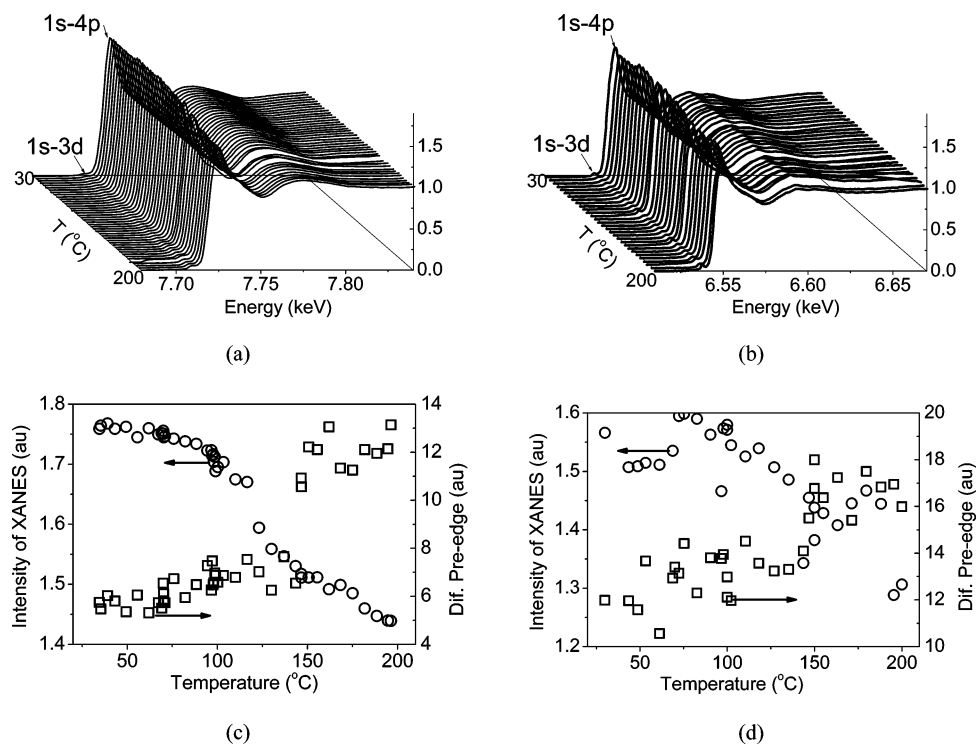 1s-4p
1s-3d
30
T (°C)
200
7.70
7.75
7.80
Energy (keV)
0.0
0.5
1.0
1.5
(a)
1s-4p
1s-3d
30
T (°C)
200
6.55
6.60
6.65
Energy (keV)
0.0
0.5
1.0
1.5
(b)
Intensity of XANES (au)
1.8
1.7
1.6
1.5
1.4
50
100
150
200
Temperature (°C)
14
12
10
8
6
4
Dif. Pre-edge (au)
(c)
Intensity of XANES (au)
1.6
1.5
1.4
1.3
1.2
50
100
150
200
Temperature (°C)
20
18
16
14
12
10
Dif. Pre-edge (au)
(d)